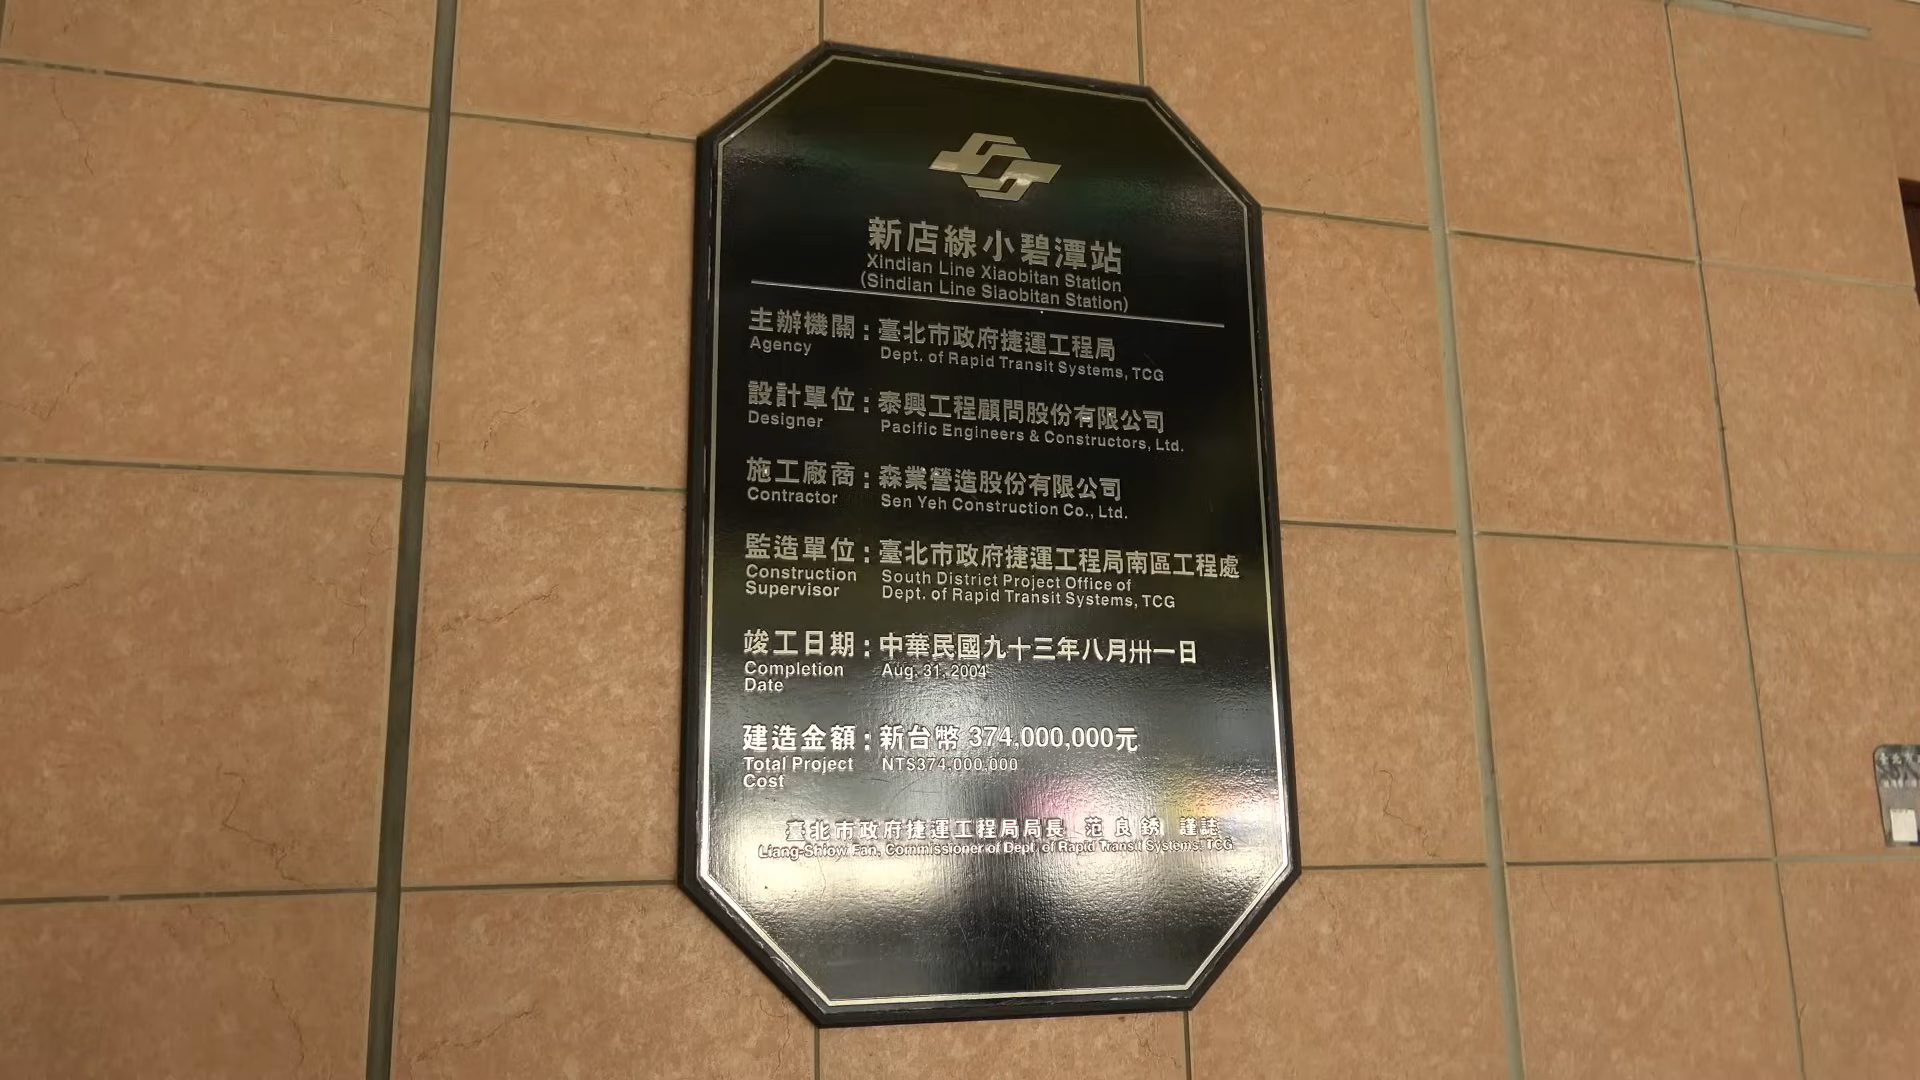 新店線小碧潭站
Xindian Line Xiaobitan Station
(Sindian Line Siaobitan Station)
主辦機關：臺北市政府捷運工程局
Agency Dept. of Rapid Transit Systems, TCG
設計單位：泰興工程顧問股份有限公司
Designer Pacific Engineers & Constructors, Ltd.
施工廠商：森業營造股份有限公司
Contractor Sen Yeh Construction Co., Ltd.
監造單位：臺北市政府捷運工程局南區工程處
Construction South District Project Office of
Supervisor Dept. of Rapid Transit Systems, TCG
竣工日期：中華民國九十三年八月卅一日
Completion Aug. 31, 2004
Date
建造金額：新台幣 374,000,000元
Total Project NT$374,000,000
Cost
臺北市政府捷運工程局局長 范良銹 謹誌
Liang-Shiow Fan, Commissioner of Dept. of Rapid Transit Systems, TCG